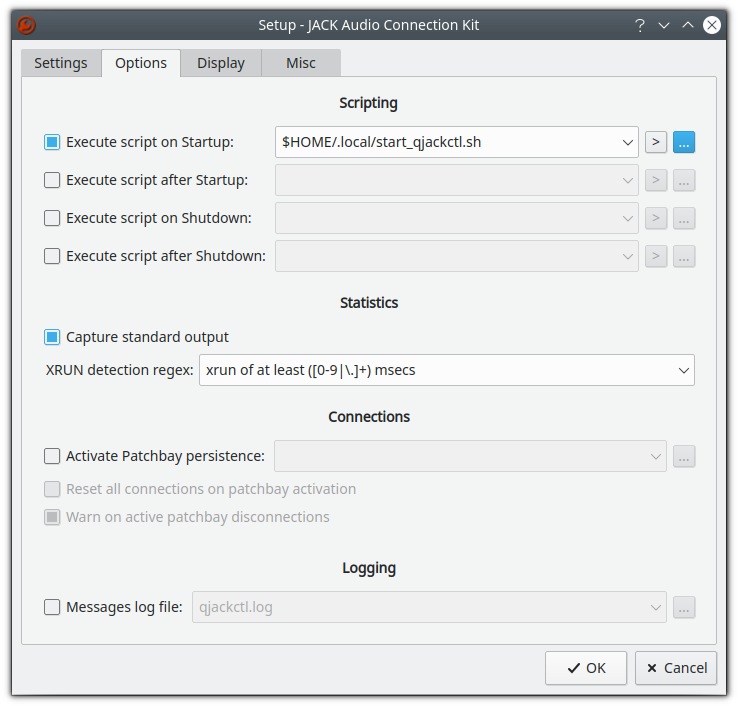 Setup - JACK Audio Connection Kit ?
Settings Options Display Misc
Scripting
Execute script on Startup: $HOME/.local/start_qjackctl.sh > ...
Execute script after Startup: > ...
Execute script on Shutdown: > ...
Execute script after Shutdown: > ...
Statistics
Capture standard output
XRUN detection regex: xrun of at least ([0-9|\.]+) msecs
Connections
Activate Patchbay persistence: ...
Reset all connections on patchbay activation
Warn on active patchbay disconnections
Logging
Messages log file: qjackctl.log ...
OK Cancel